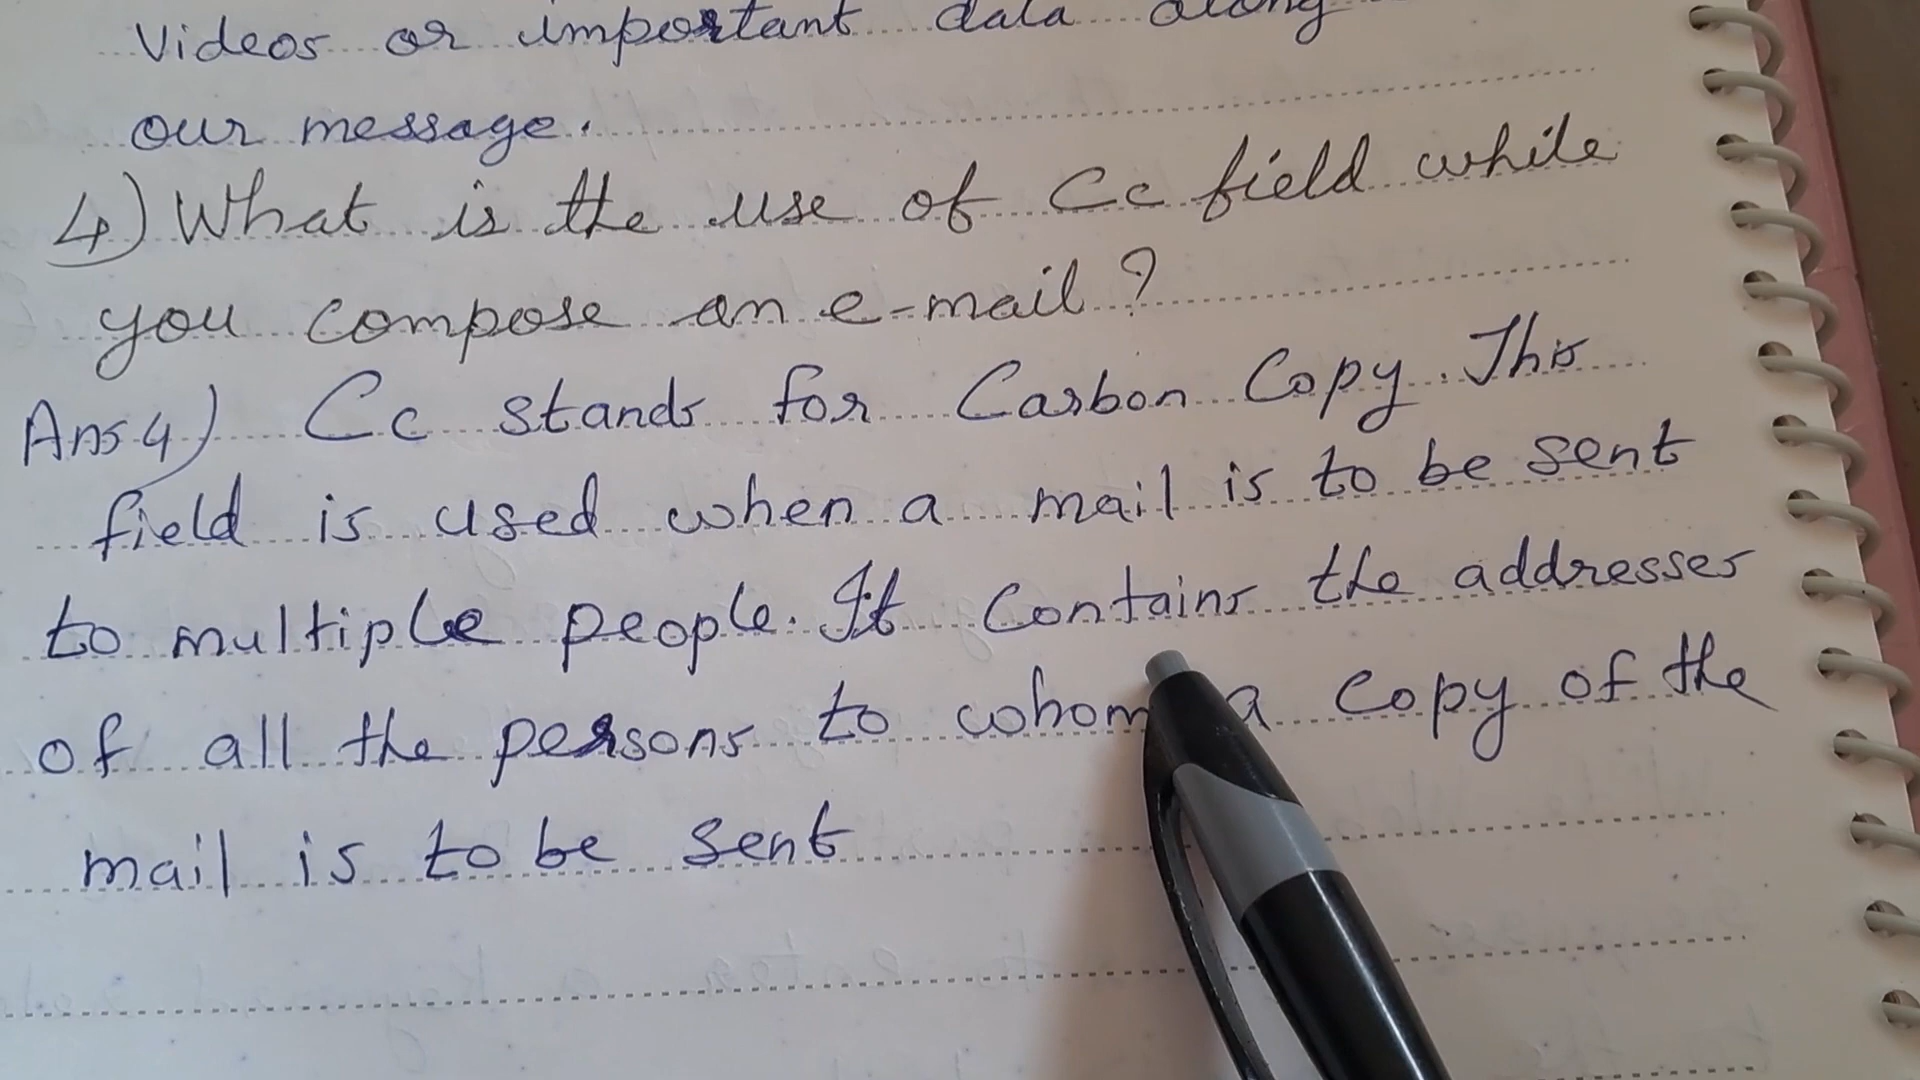 Videos or important data along
our message.
4) What is the use of Cc field while
you compose an e-mail?
Ans 4) Cc stands for Carbon Copy. This
field is used when a mail is to be sent
to multiple people. It contains the addresses
of all the persons to whom a copy of the
mail is to be sent